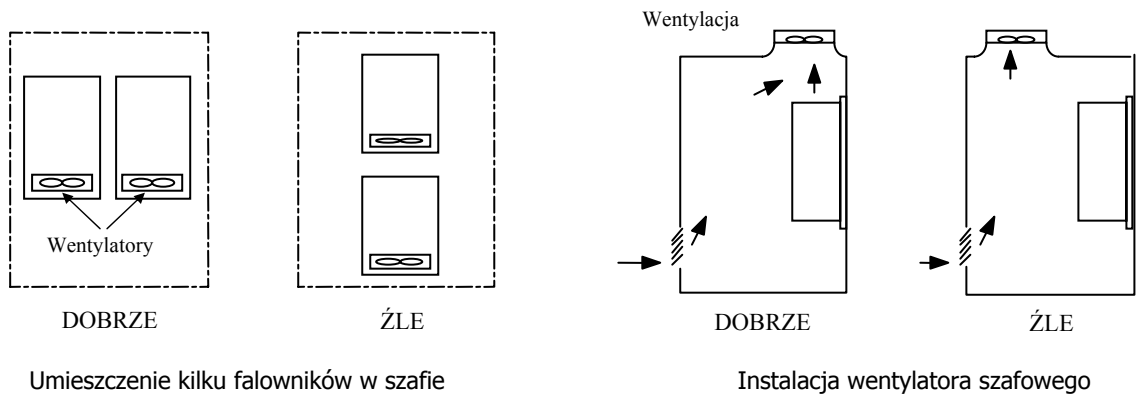 Wentylacja
Wentylatory
DOBRZE
ŹLE
DOBRZE
ŹLE
Umieszczenie kilku falowników w szafie
Instalacja wentylatora szafowego